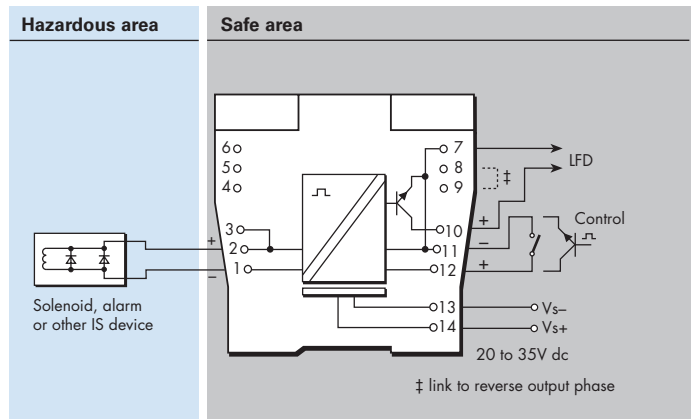 Hazardous area
Safe area
6
5
4
3
2
1
+
−
7
8
9
10
11
12
13
14
LFD
‡
+
−
+
Control
Vs–
Vs+
20 to 35V dc
‡ link to reverse output phase
Solenoid, alarm
or other IS device